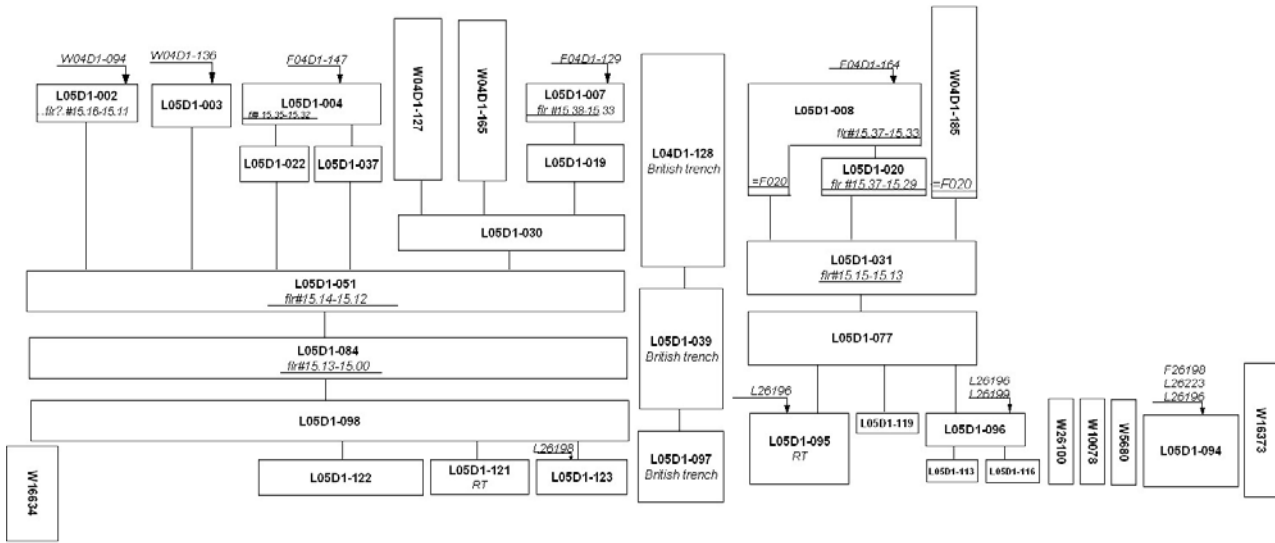 W04D1-094
W04D1-136
F04D1-147
F04D1-129
F04D1-164
L05D1-002
..flr?.#15.16-15.11
L05D1-003
L05D1-004
flr# 15.35-15.32
W04D1-127
W04D1-165
L05D1-007
flr #15.38-15.33
L04D1-128
British trench
L05D1-008
flr#15.37-15.33
W04D1-185
L05D1-022
L05D1-037
L05D1-019
=F020
L05D1-020
flr #15.37-15.29
=F020
L05D1-030
L05D1-031
flr#15.15-15.13
L05D1-051
flr#15.14-15.12
L05D1-039
British trench
L05D1-077
L05D1-084
flr#15.13-15.00
L26196
L26196
L26199
F26198
L26223
L26196
L05D1-098
L05D1-095
RT
L05D1-119
L05D1-096
W26100
W10078
W5680
L05D1-094
W16373
W16634
L05D1-122
L05D1-121
RT
L26198
L05D1-123
L05D1-097
British trench
L05D1-113
L05D1-116